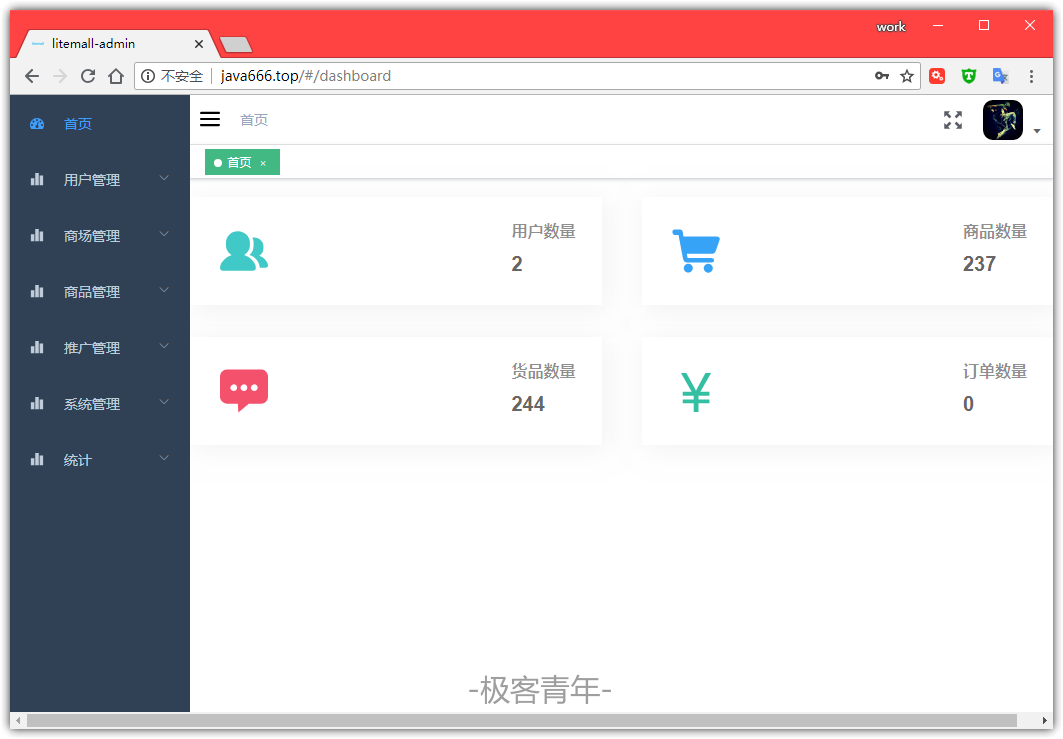 work
litemall-admin
不安全 java666.top/#/dashboard
首页
用户管理
商场管理
商品管理
推广管理
系统管理
统计
首页
首页 ×
用户数量
2
商品数量
237
货品数量
244
¥
订单数量
0
-极客青年-